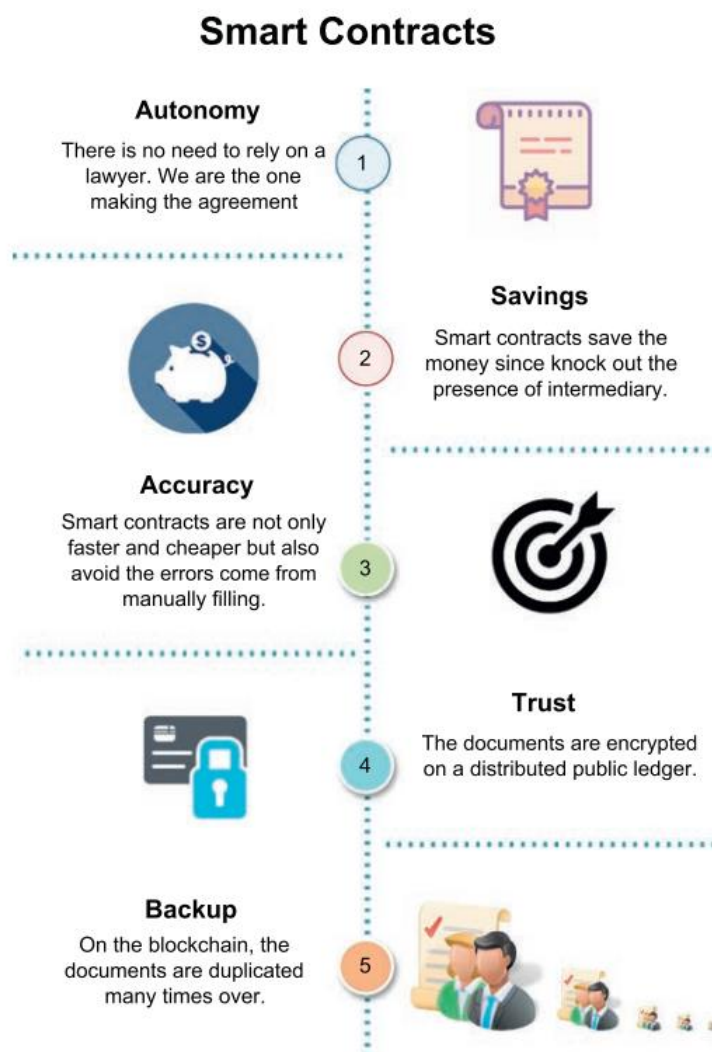 Smart Contracts
Autonomy
There is no need to rely on a
lawyer. We are the one
making the agreement
1
Savings
Smart contracts save the
money since knock out the
presence of intermediary.
2
$
Accuracy
Smart contracts are not only
faster and cheaper but also
avoid the errors come from
manually filling.
3
Trust
The documents are encrypted
on a distributed public ledger.
4
Backup
On the blockchain, the
documents are duplicated
many times over.
5